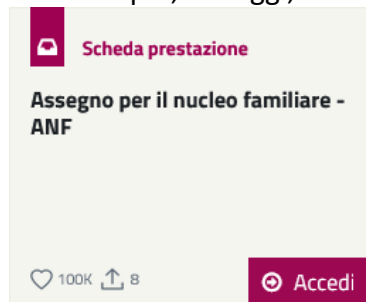 Scheda prestazione
Assegno per il nucleo familiare -
ANF
100K 8
Accedi